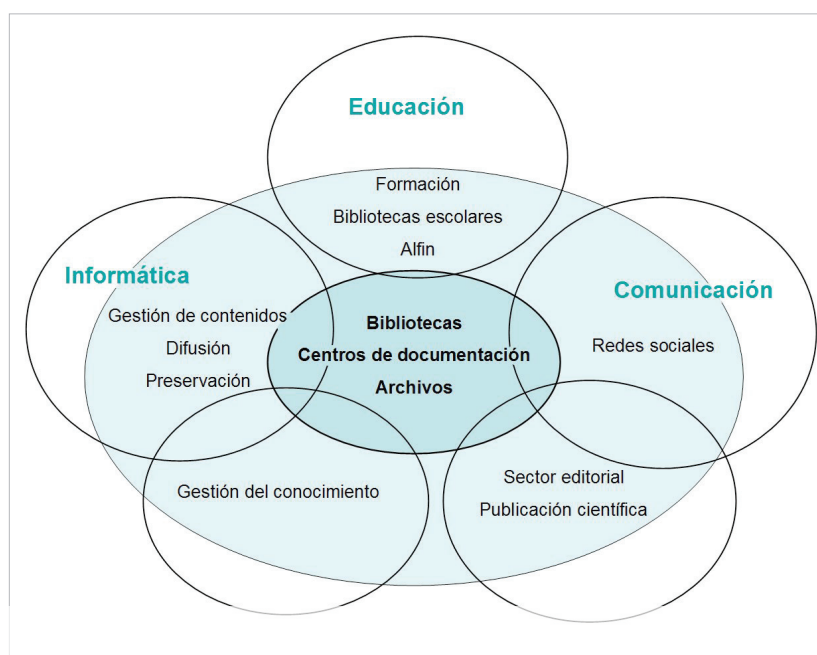 Educación
Formación
Bibliotecas escolares
Alfin
Informática
Gestión de contenidos
Difusión
Preservación
Bibliotecas
Centros de documentación
Archivos
Comunicación
Redes sociales
Gestión del conocimiento
Sector editorial
Publicación científica